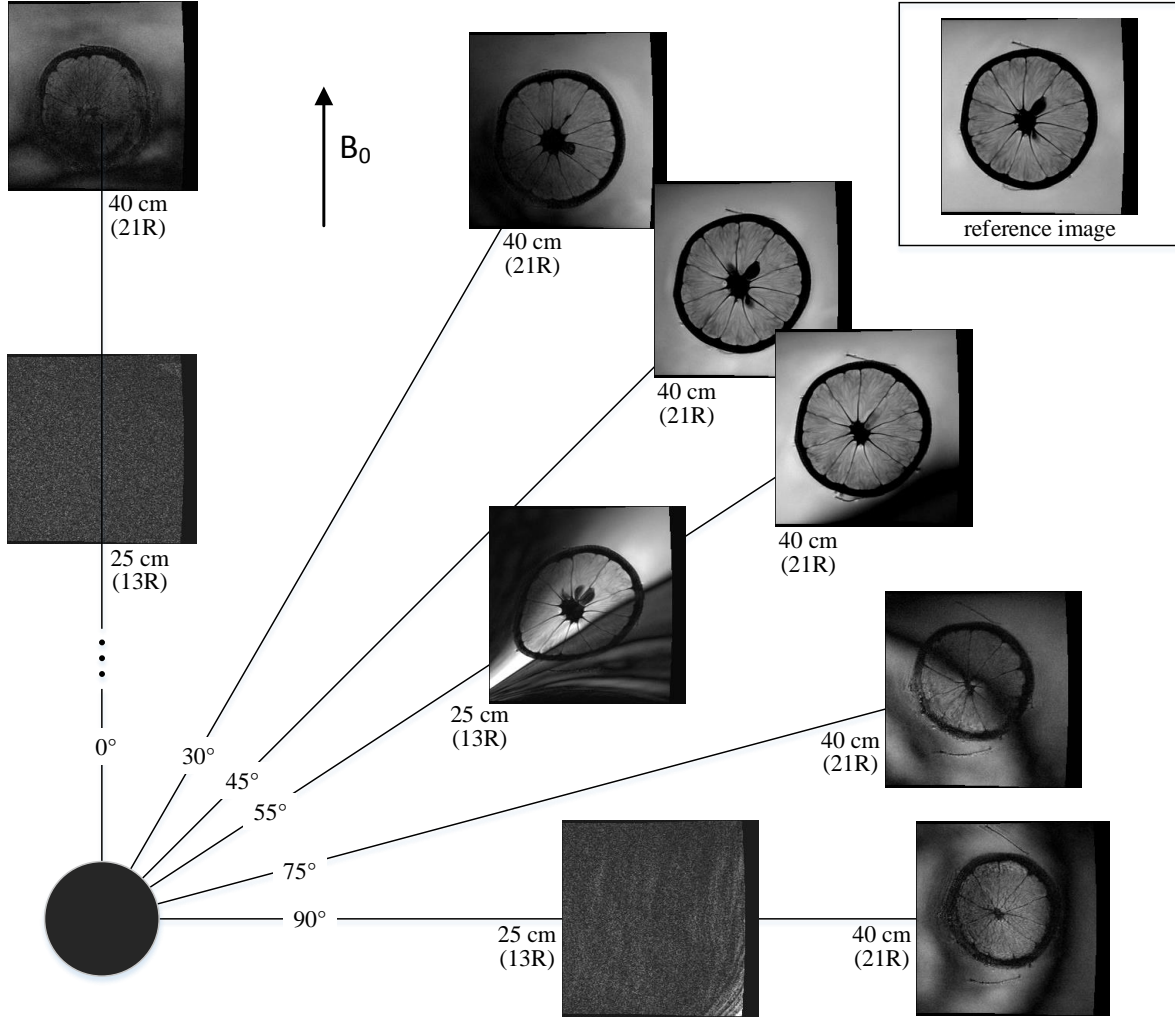 B₀
reference image
40 cm
(21R)
40 cm
(21R)
40 cm
(21R)
40 cm
(21R)
25 cm
(13R)
25 cm
(13R)
40 cm
(21R)
0°
30°
45°
55°
75°
90°
25 cm
(13R)
40 cm
(21R)